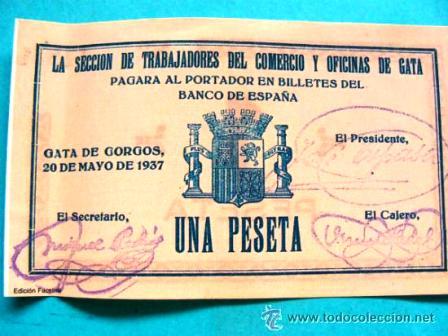 LA SECCION DE TRABAJADORES DEL COMERCIO Y OFICINAS DE GATA
PAGARA AL PORTADOR EN BILLETES DEL
BANCO DE ESPAÑA
GATA DE GORGOS,
20 DE MAYO DE 1937
El Presidente,
El Secretario,
El Cajero,
UNA PESETA
Edición Facsímil
www.todocoleccion.net
todocoleccion